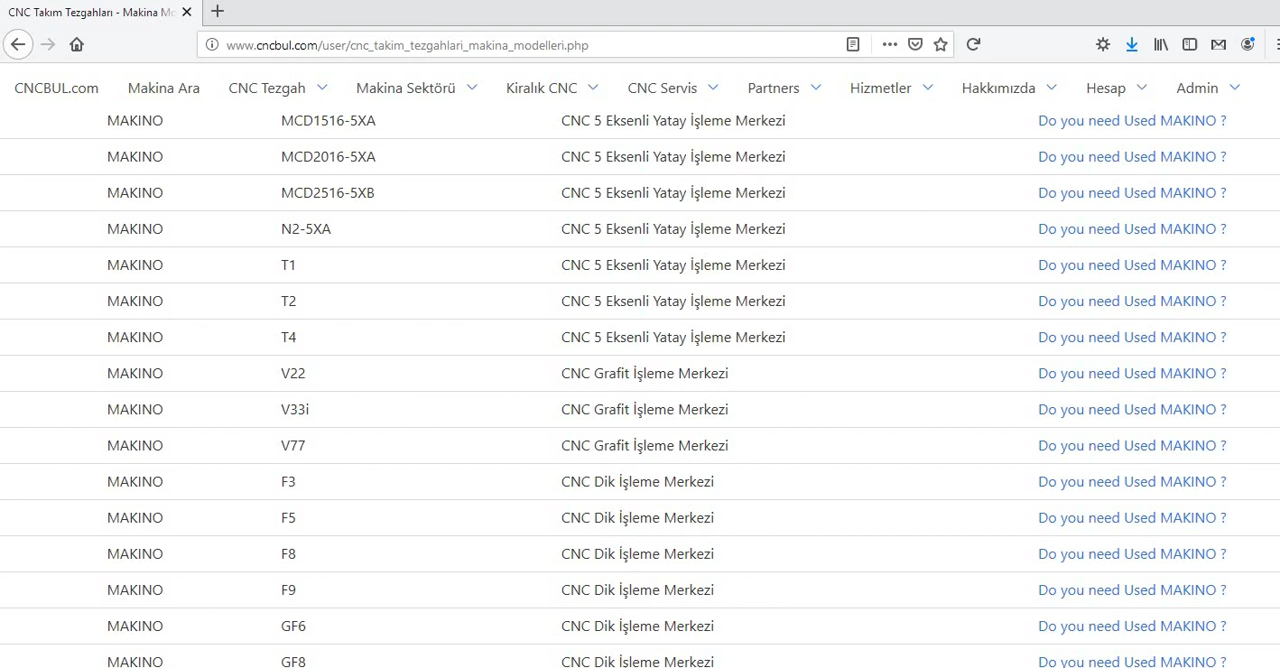 CNC Takım Tezgahları - Makina Mo
www.cncbul.com/user/cnc_takim_tezgahlari_makina_modelleri.php
CNCBUL.com Makina Ara CNC Tezgah Makina Sektörü Kiralık CNC CNC Servis Partners Hizmetler Hakkımızda Hesap Admin
MAKINO MCD1516-5XA CNC 5 Eksenli Yatay İşleme Merkezi Do you need Used MAKINO ?
MAKINO MCD2016-5XA CNC 5 Eksenli Yatay İşleme Merkezi Do you need Used MAKINO ?
MAKINO MCD2516-5XB CNC 5 Eksenli Yatay İşleme Merkezi Do you need Used MAKINO ?
MAKINO N2-5XA CNC 5 Eksenli Yatay İşleme Merkezi Do you need Used MAKINO ?
MAKINO T1 CNC 5 Eksenli Yatay İşleme Merkezi Do you need Used MAKINO ?
MAKINO T2 CNC 5 Eksenli Yatay İşleme Merkezi Do you need Used MAKINO ?
MAKINO T4 CNC 5 Eksenli Yatay İşleme Merkezi Do you need Used MAKINO ?
MAKINO V22 CNC Grafit İşleme Merkezi Do you need Used MAKINO ?
MAKINO V33i CNC Grafit İşleme Merkezi Do you need Used MAKINO ?
MAKINO V77 CNC Grafit İşleme Merkezi Do you need Used MAKINO ?
MAKINO F3 CNC Dik İşleme Merkezi Do you need Used MAKINO ?
MAKINO F5 CNC Dik İşleme Merkezi Do you need Used MAKINO ?
MAKINO F8 CNC Dik İşleme Merkezi Do you need Used MAKINO ?
MAKINO F9 CNC Dik İşleme Merkezi Do you need Used MAKINO ?
MAKINO GF6 CNC Dik İşleme Merkezi Do you need Used MAKINO ?
MAKINO GF8 CNC Dik İşleme Merkezi Do you need Used MAKINO ?